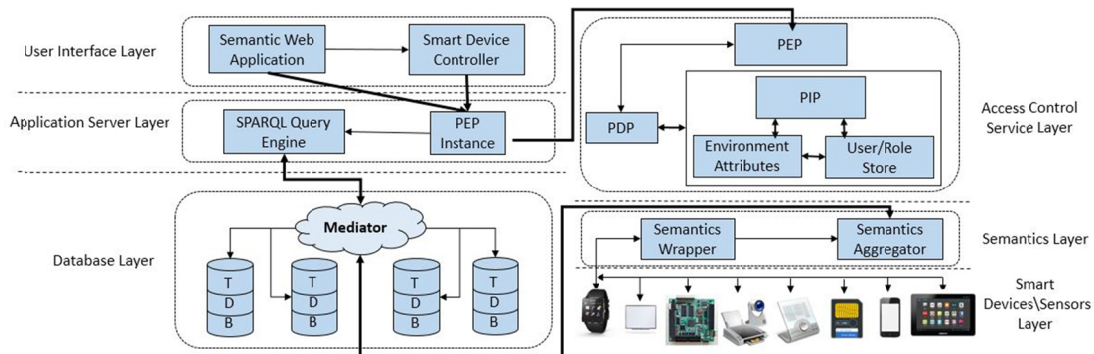 User Interface Layer
Semantic Web
Application
Smart Device
Controller
Application Server Layer
SPARQL Query
Engine
PEP
Instance
Database Layer
Mediator
T
D
B
T
D
B
T
D
B
T
D
B
PEP
PDP
PIP
Environment
Attributes
User/Role
Store
Access Control
Service Layer
Semantics
Wrapper
Semantics
Aggregator
Semantics Layer
Smart
Devices\Sensors
Layer